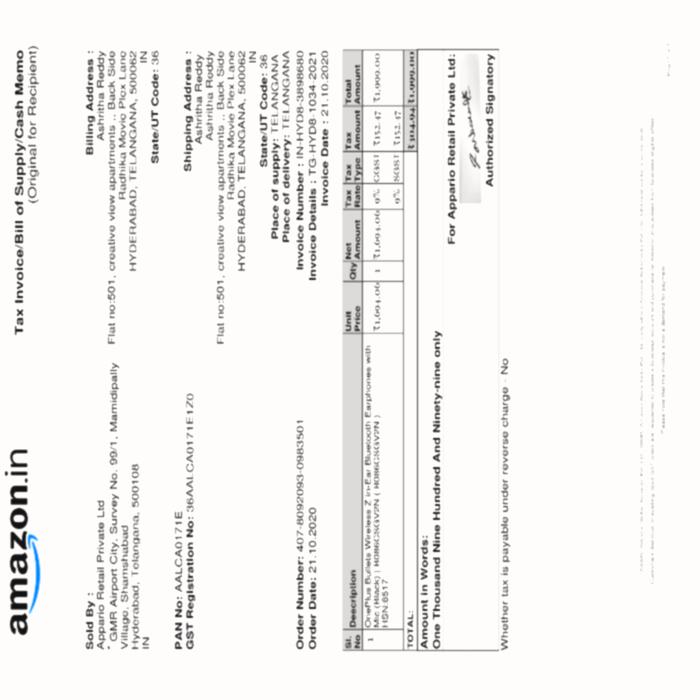 amazon.in
Tax Invoice/Bill of Supply/Cash Memo
(Original for Recipient)
Sold By :
Appario Retail Private Ltd
* GMR Airport City, Survey No. 99/1, Mamidipally
Village, Shamshabad
Hyderabad, Telangana, 500108
IN
PAN No: AALCA0171E
GST Registration No: 36AALCA0171E1Z0
Order Number: 407-8092093-0983501
Order Date: 21.10.2020
Billing Address :
Ashritha Reddy
Ashritha Reddy
Flat no:501, creative view apartments .. Back Side
Radhika Movie Plex Lane
HYDERABAD, TELANGANA, 500062
IN
State/UT Code: 36
Shipping Address :
Ashritha Reddy
Ashritha Reddy
Flat no:501, creative view apartments .. Back Side
Radhika Movie Plex Lane
HYDERABAD, TELANGANA, 500062
IN
State/UT Code: 36
Place of supply: TELANGANA
Place of delivery: TELANGANA
Invoice Number : IN-HYD8-3898680
Invoice Details : TG-HYD8-1034-2021
Invoice Date : 21.10.2020
Sl. No Description Unit Price Qty Net Amount Tax Rate Tax Type Tax Amount Total Amount
1 OnePlus Bullets Wireless Z in-Ear Bluetooth Earphones with
Mic (Black) | B086CSGV2N ( B086CSGV2N )
HSN:8517
₹1,694.06 1 ₹1,694.06 9% CGST ₹152.47 ₹1,999.00
9% SGST ₹152.47
TOTAL: ₹304.94 ₹1,999.00
Amount in Words:
One Thousand Nine Hundred And Ninety-nine only
For Appario Retail Private Ltd:
Authorized Signatory
Whether tax is payable under reverse charge - No